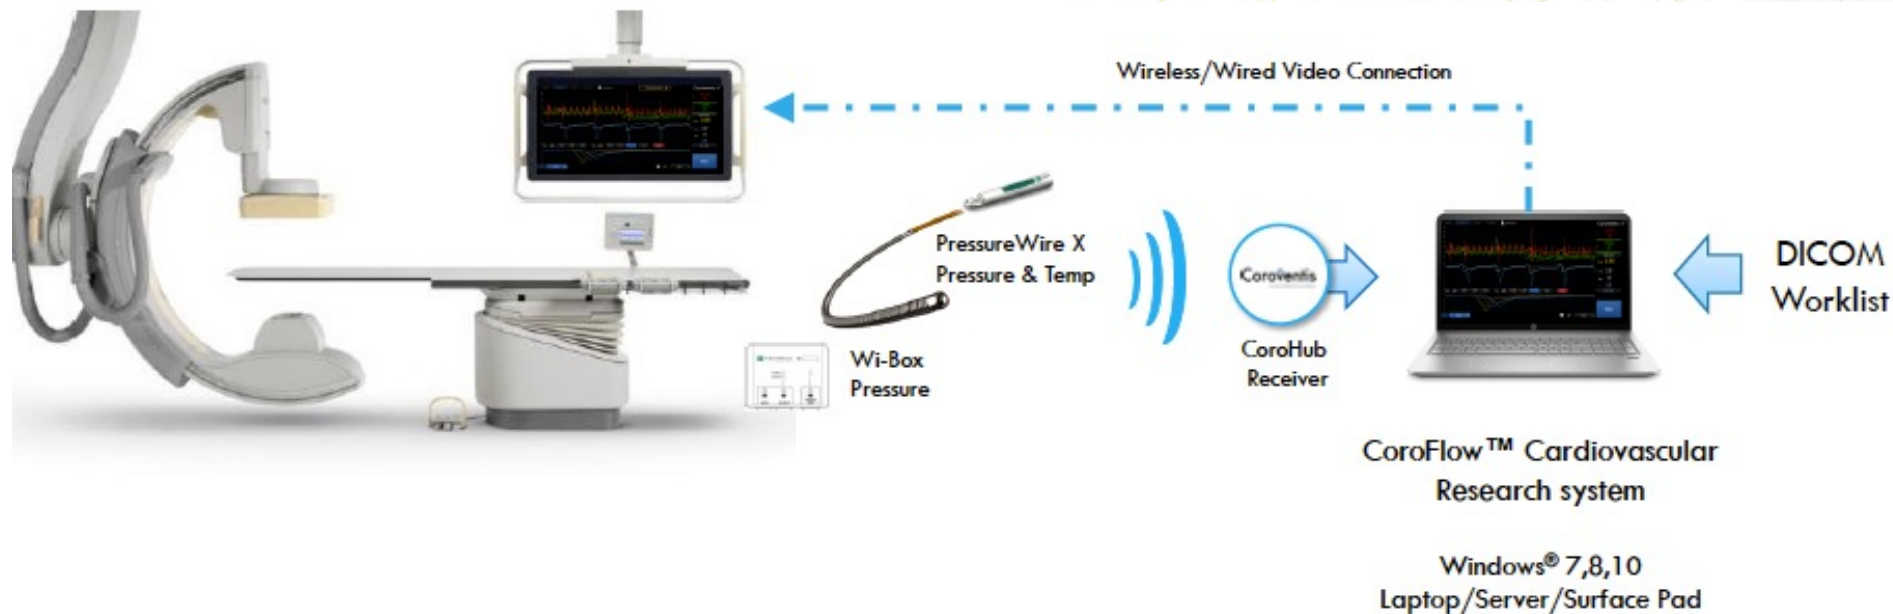 Wireless/Wired Video Connection
PressureWire X
Pressure & Temp
Wi-Box
Pressure
Coroventis
CoroHub
Receiver
DICOM
Worklist
CoroFlow™ Cardiovascular
Research system
Windows® 7,8,10
Laptop/Server/Surface Pad